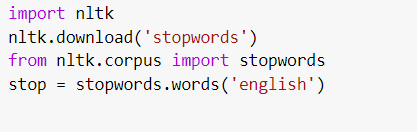 import nltk
nltk.download('stopwords')
from nltk.corpus import stopwords
stop = stopwords.words('english')